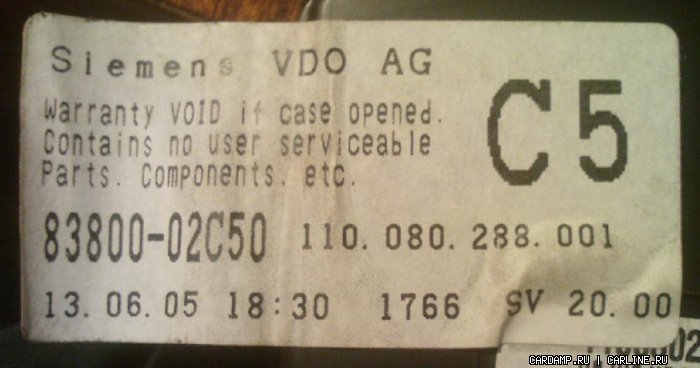 Siemens VDO AG
C5
Warranty VOID if case opened.
Contains no user serviceable
Parts. Components. etc.
83800-02C50 110.080.288.001
13.06.05 18:30 1766 SV 20.00
CARDAMP.RU | CARLINE.RU